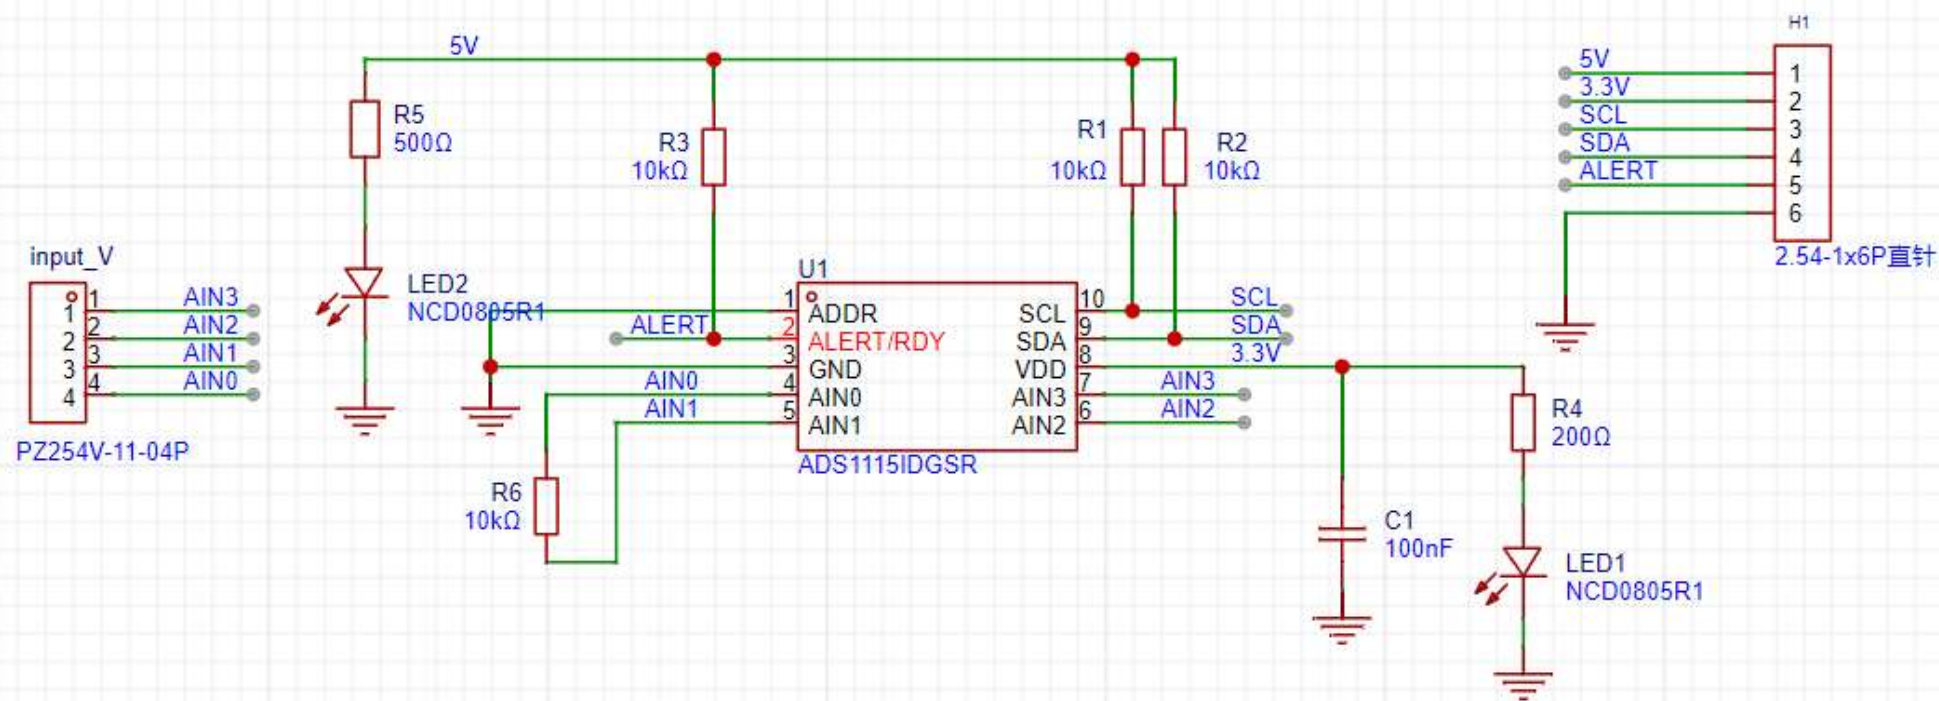 5V
R5
500Ω
R3
10kΩ
R1
10kΩ
R2
10kΩ
H1
5V
1
3.3V
2
SCL
3
SDA
4
ALERT
5
6
2.54-1x6P直针
input_V
1
1
AIN3
2
2
AIN2
3
3
AIN1
4
4
AIN0
PZ254V-11-04P
LED2
NCD0805R1
U1
1
ADDR
ALERT
2
ALERT/RDY
3
GND
AIN0
4
AIN0
AIN1
5
AIN1
SCL
10
SCL
SDA
9
SDA
VDD
8
3.3V
AIN3
7
AIN3
AIN2
6
AIN2
ADS1115IDGSR
R6
10kΩ
R4
200Ω
C1
100nF
LED1
NCD0805R1